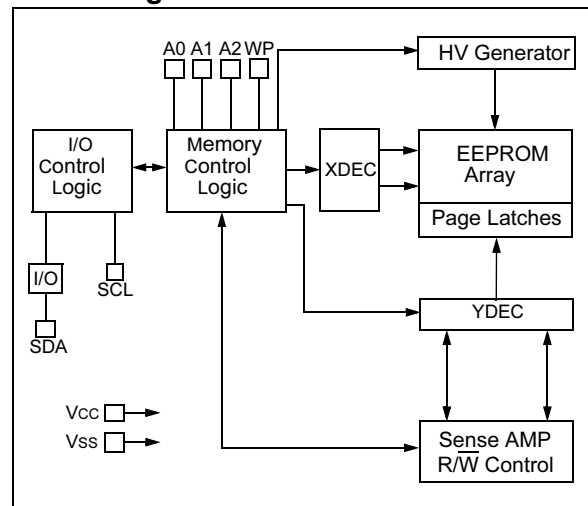 A0 A1 A2 WP
HV Generator
I/O
Control
Logic
Memory
Control
Logic
XDEC
EEPROM
Array
Page Latches
I/O
SCL
SDA
YDEC
Vcc
Vss
Sense AMP
R/W̅ Control